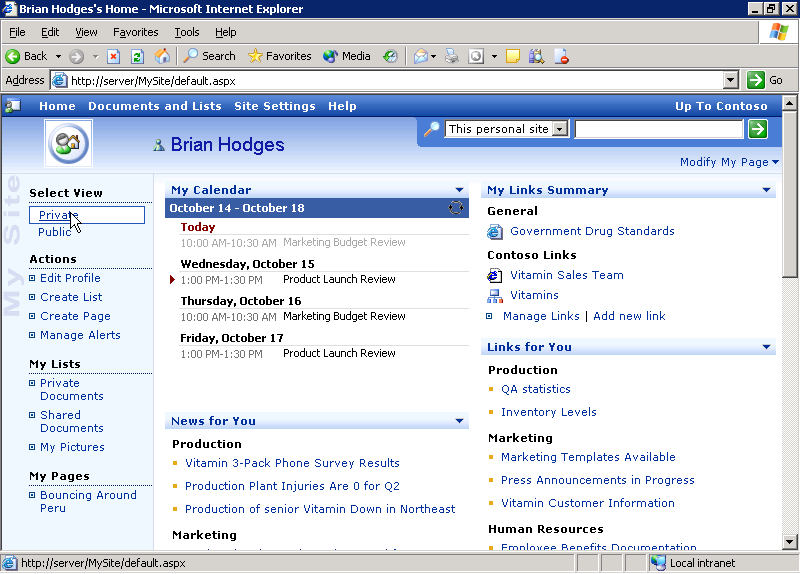 Brian Hodges's Home - Microsoft Internet Explorer
File Edit View Favorites Tools Help
Back Search Favorites Media
Address http://server/MySite/default.aspx Go
Home Documents and Lists Site Settings Help Up To Contoso
Brian Hodges
This personal site
Modify My Page
My Site
Select View
Private
Public
Actions
Edit Profile
Create List
Create Page
Manage Alerts
My Lists
Private
Documents
Shared
Documents
My Pictures
My Pages
Bouncing Around
Peru
My Calendar
October 14 - October 18
Today
10:00 AM-10:30 AM Marketing Budget Review
Wednesday, October 15
1:00 PM-1:30 PM Product Launch Review
Thursday, October 16
10:00 AM-10:30 AM Marketing Budget Review
Friday, October 17
1:00 PM-1:30 PM Product Launch Review
News for You
Production
Vitamin 3-Pack Phone Survey Results
Production Plant Injuries Are 0 for Q2
Production of senior Vitamin Down in Northeast
Marketing
My Links Summary
General
Government Drug Standards
Contoso Links
Vitamin Sales Team
Vitamins
Manage Links | Add new link
Links for You
Production
QA statistics
Inventory Levels
Marketing
Marketing Templates Available
Press Announcements in Progress
Vitamin Customer Information
Human Resources
Employee Benefits Documentation
http://server/MySite/default.aspx Local intranet